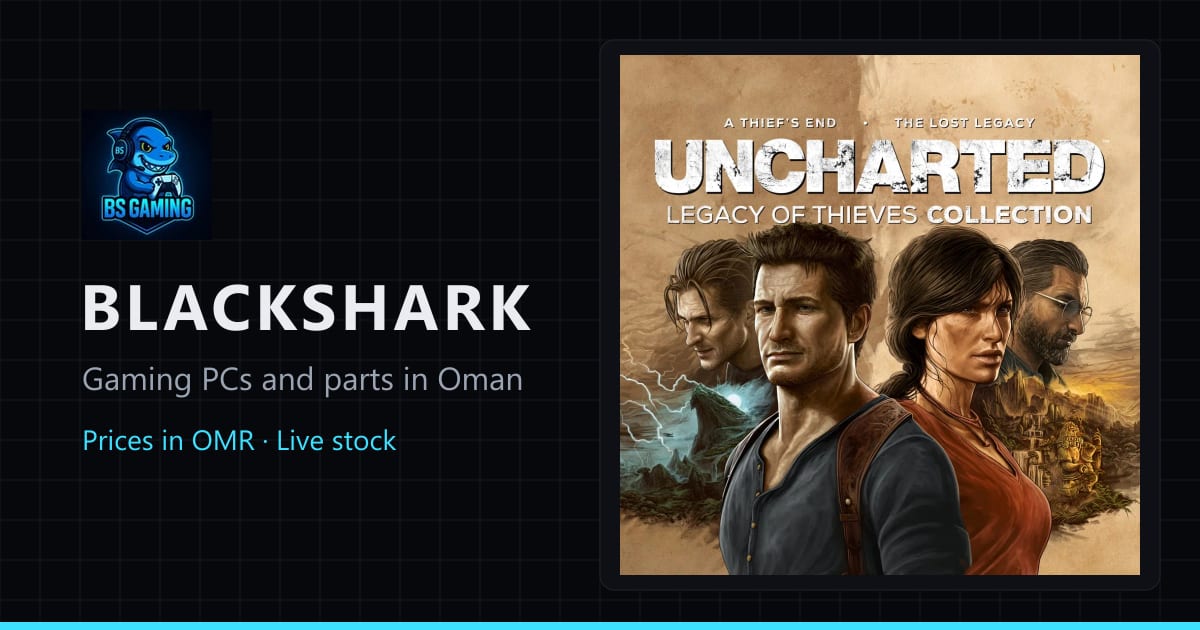 BS
BS GAMING
BLACKSHARK
Gaming PCs and parts in Oman
Prices in OMR · Live stock
A THIEF'S END · THE LOST LEGACY
UNCHARTED
LEGACY OF THIEVES COLLECTION